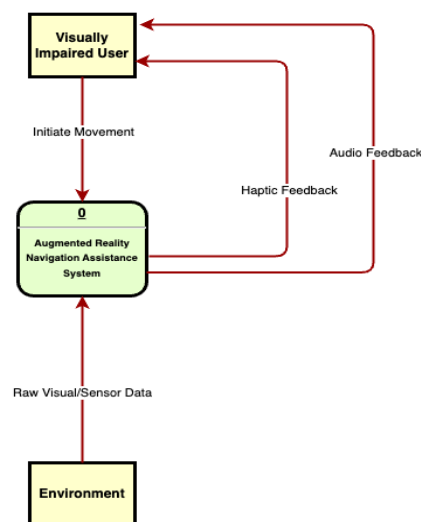 Visually
Impaired User
Initiate Movement
Audio Feedback
Haptic Feedback
0
Augmented Reality
Navigation Assistance
System
Raw Visual/Sensor Data
Environment